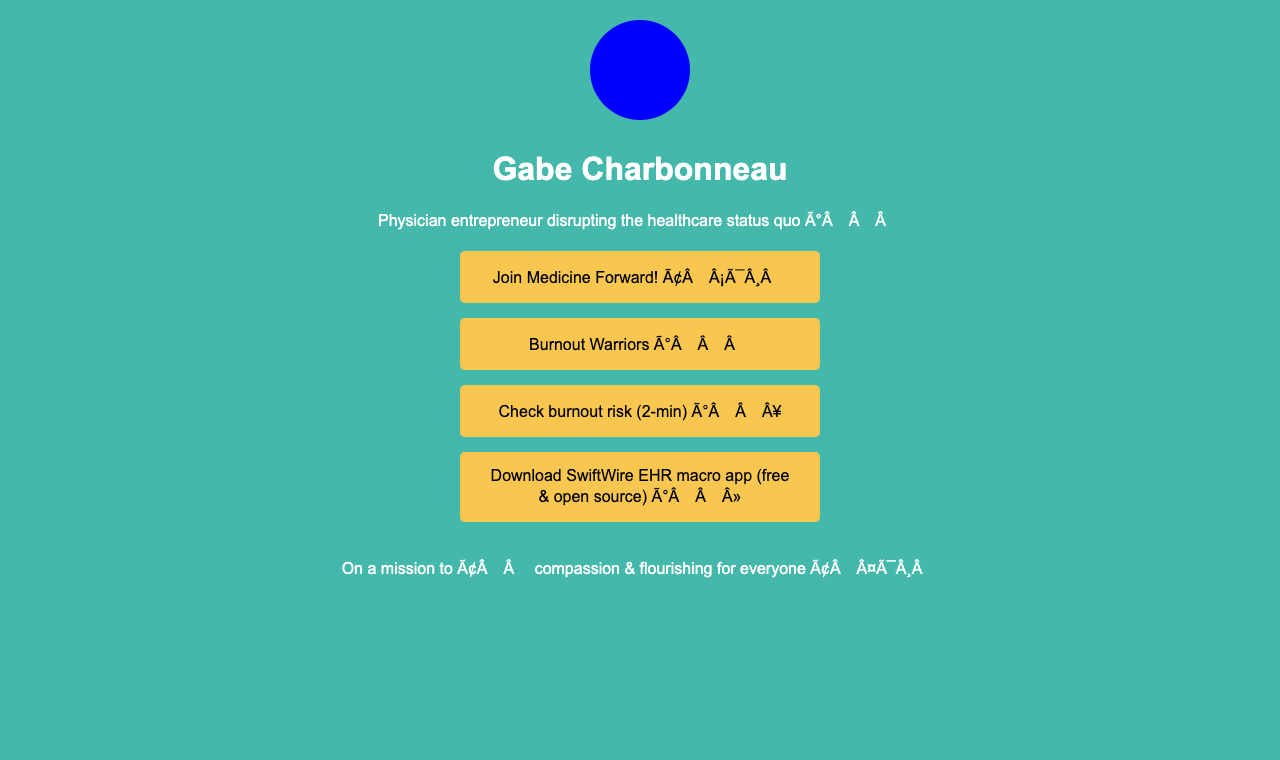 Gabe Charbonneau
Physician entrepreneur disrupting the healthcare status quo Ã°Â Â Â
Join Medicine Forward! Ã¢Â Â¡Ã¯Â¸Â
Burnout Warriors Ã°Â Â Â
Check burnout risk (2-min) Ã°Â Â Â¥
Download SwiftWire EHR macro app (free
& open source) Ã°Â Â Â»
On a mission to Ã¢Â Â compassion & flourishing for everyone Ã¢Â Â¤Ã¯Â¸Â